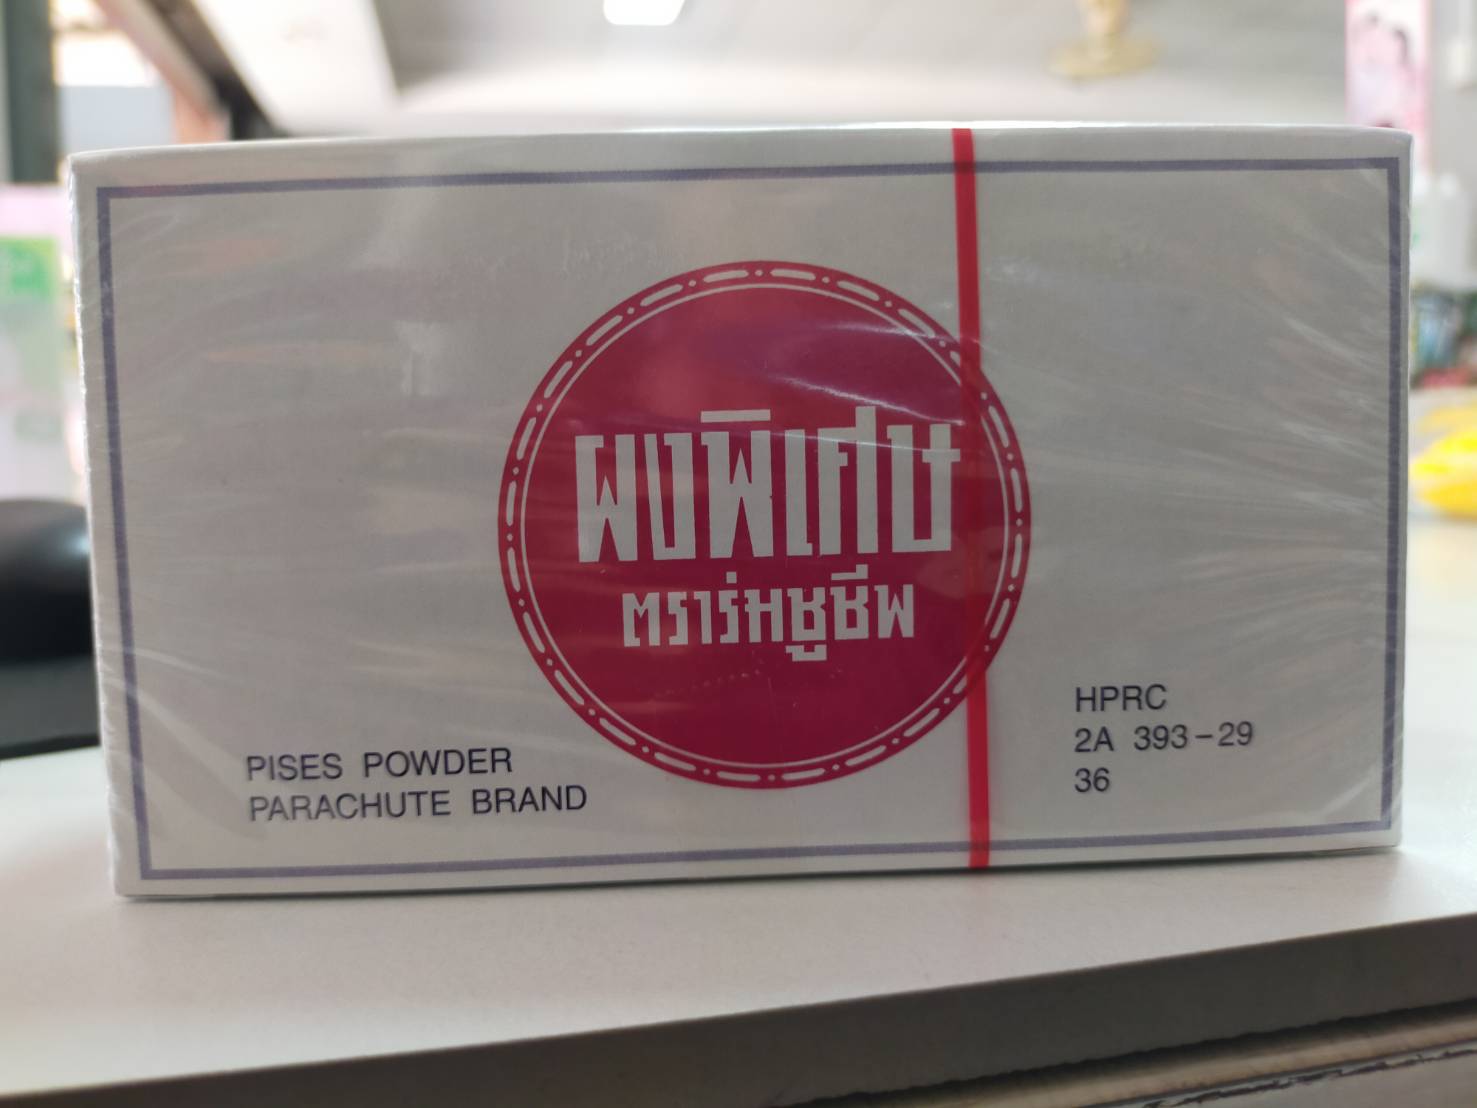 ผงพิเศษ
ตราร่มชูชีพ
PISES POWDER
PARACHUTE BRAND
HPRC
2A 393-29
36